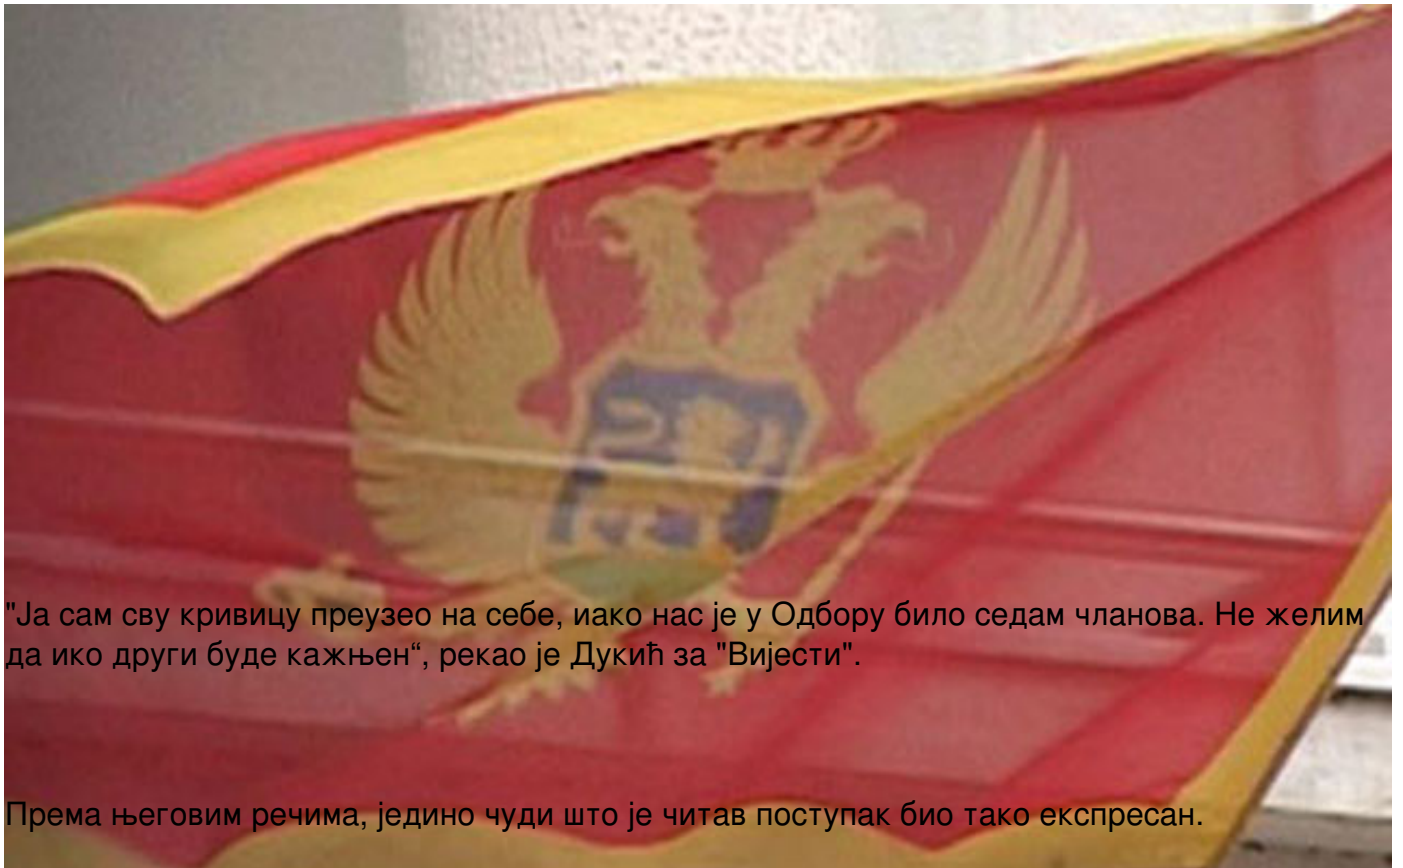 "Ја сам сву кривицу преузео на себе, иако нас је у Одбору било седам чланова. Не желим
да ико други буде кажњен“, рекао је Дукић за "Вијести".
Према његовим речима, једино чуди што је читав поступак био тако експресан.